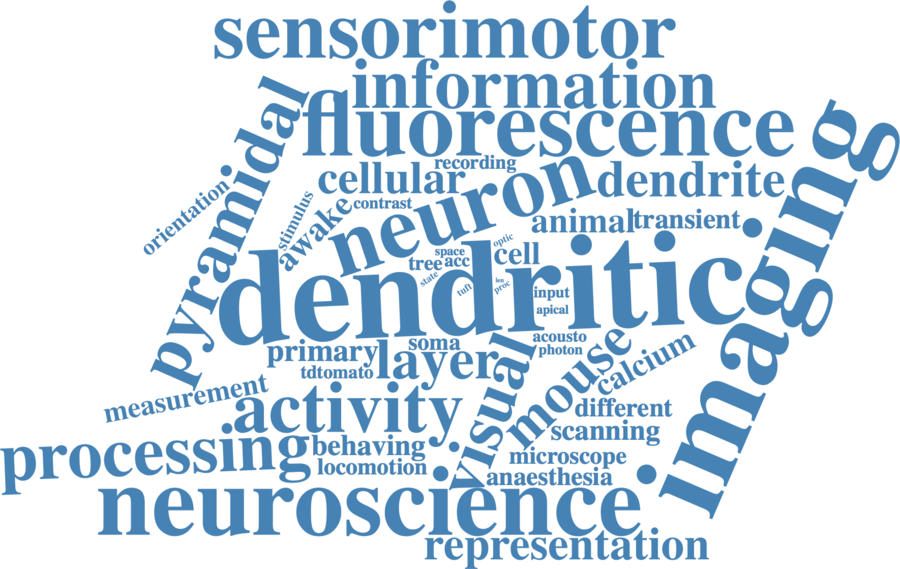 sensorimotor
information
fluorescence
pyramidal
imaging
recording
cellular
neuron
dendrite
orientation
stimulus
awake
contrast
animal
transient
optic
space
cell
tree
acc
dendritic
state
tuft
len
proc
input
apical
acousto
photon
primary
soma
layer
tdtomato
visual
mouse
calcium
measurement
activity
different
scanning
processing
behaving
locomotion
microscope
anaesthesia
neuroscience
representation